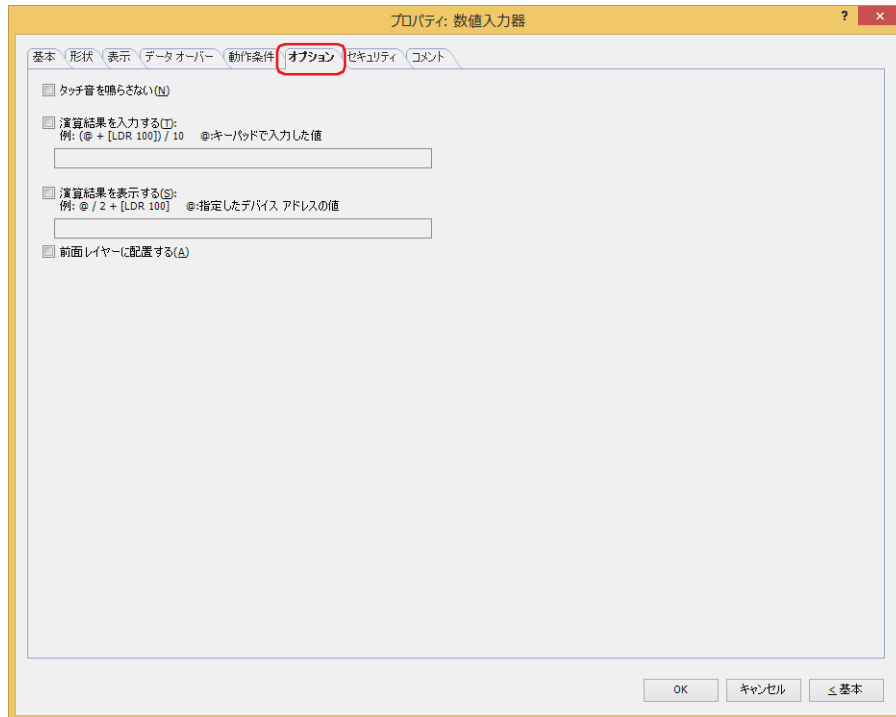 プロパティ: 数値入力器
? ×
基本 形状 表示 データ オーバー 動作条件 オプション セキュリティ コメント
タッチ音を鳴らさない(N)
演算結果を入力する(T):
例: (@ + [LDR 100]) / 10 @:キーパッドで入力した値
演算結果を表示する(S):
例: @ / 2 + [LDR 100] @:指定したデバイス アドレスの値
前面レイヤーに配置する(A)
OK キャンセル < 基本